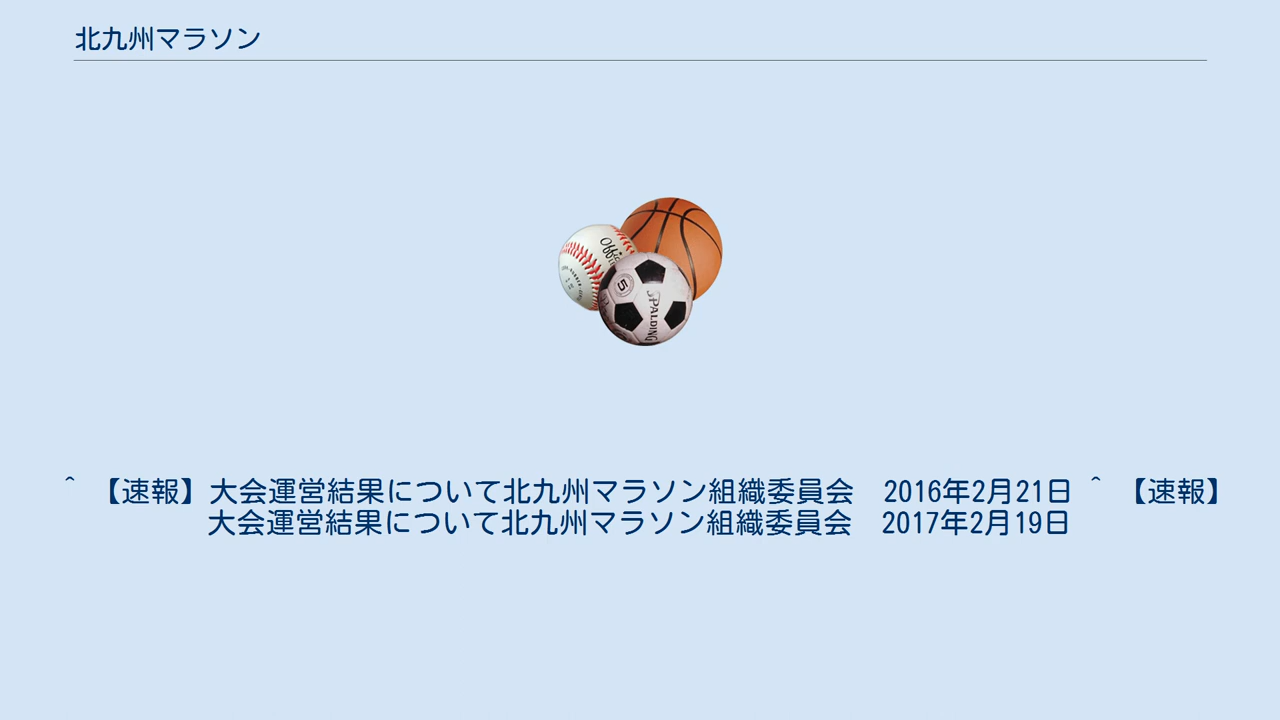 北九州マラソン
Offic
5
SPALDING
^ 【速報】大会運営結果について北九州マラソン組織委員会　2016年2月21日 ^ 【速報】
大会運営結果について北九州マラソン組織委員会　2017年2月19日